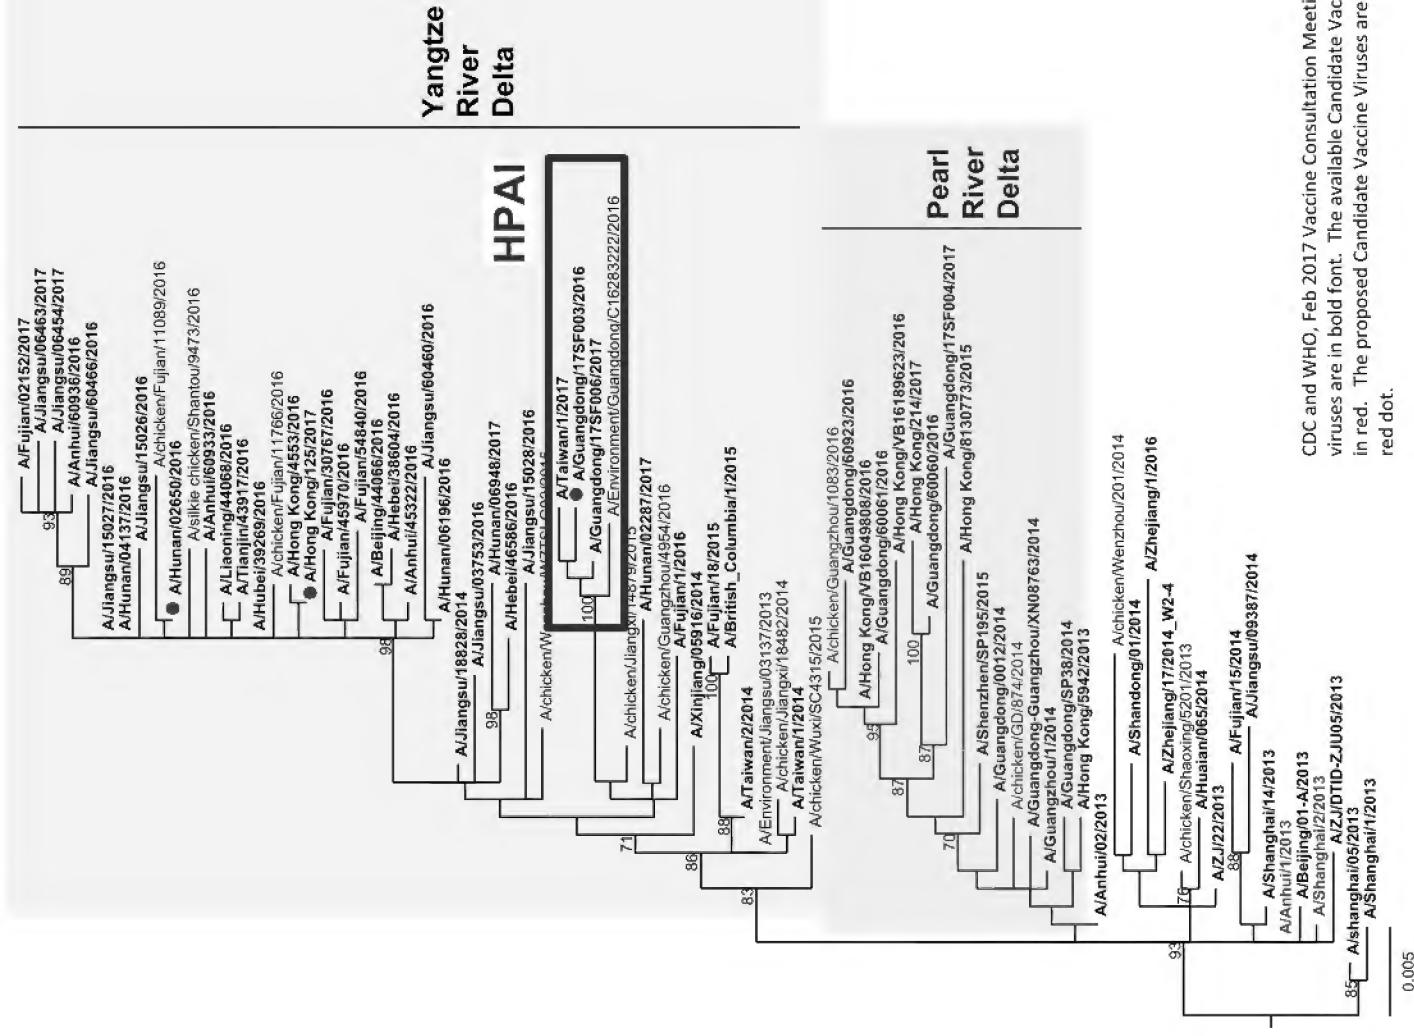 A/Fujian/02152/2017
A/Jiangsu/06463/2017
A/Jiangsu/06454/2017
A/Anhui/60936/2016
A/Jiangsu/60466/2016
A/Jiangsu/15027/2016
A/Hunan/04137/2016
A/Jiangsu/15026/2016
A/chicken/Fujian/11089/2016
A/Hunan/02650/2016
A/silkie chicken/Shantou/9473/2016
A/Anhui/60933/2016
A/Liaoning/44068/2016
A/Tianjin/43917/2016
A/Hubei/39269/2016
A/chicken/Fujian/11766/2016
A/Hong Kong/4553/2016
A/Hong Kong/125/2017
A/Fujian/30767/2016
A/Fujian/45970/2016
A/Fujian/54840/2016
A/Beijing/44066/2016
A/Hebei/38604/2016
A/Anhui/45322/2016
A/Jiangsu/60460/2016
A/Hunan/06196/2016
A/Jiangsu/18828/2014
A/Jiangsu/03753/2016
A/Hunan/06948/2017
A/Hebei/46586/2016
A/Jiangsu/15028/2016
A/Taiwan/1/2017
A/Guangdong/17SF003/2016
A/Guangdong/17SF006/2017
A/Environment/Guangdong/C16283222/2016
A/chicken/Jiangxi/14879/2015
A/Hunan/02287/2017
A/chicken/Guangzhou/4954/2016
A/Fujian/1/2016
A/Xinjiang/05916/2014
A/Fujian/18/2015
A/British_Columbia/1/2015
A/Taiwan/2/2014
A/Environment/Jiangsu/03137/2013
A/chicken/Jiangxi/18482/2014
A/Taiwan/1/2014
A/chicken/Wuxi/SC4315/2015
A/chicken/Guangzhou/1083/2016
A/Guangdong/60923/2016
A/Hong Kong/VB16049808/2016
A/Guangdong/60061/2016
A/Hong Kong/VB16189623/2016
A/Hong Kong/214/2017
A/Guangdong/60060/2016
A/Guangdong/17SF004/2017
A/Hong Kong/8130773/2015
A/Shenzhen/SP195/2015
A/Guangdong/0012/2014
A/chicken/GD/874/2014
A/Guangdong-Guangzhou/XN08763/2014
A/Guangzhou/1/2014
A/Guangdong/SP38/2014
A/Hong Kong/5942/2013
A/Anhui/02/2013
A/chicken/Wenzhou/201/2014
A/Shandong/01/2014
A/Zhejiang/1/2016
A/Zhejiang/17/2014_W2-4
A/chicken/Shaoxing/5201/2013
A/Huaian/065/2014
A/ZJ/22/2013
A/Fujian/15/2014
A/Jiangsu/09387/2014
A/Shanghai/14/2013
A/Anhui/1/2013
A/Beijing/01-A/2013
A/Shanghai/2/2013
A/ZJ/DTID-ZJU05/2013
A/shanghai/05/2013
A/Shanghai/1/2013
93
89
98
98
100
100
71
88
86
83
95
100
87
87
70
76
88
93
85
0.005
HPAI
Yangtze
River
Delta
Pearl
River
Delta
CDC and WHO, Feb 2017 Vaccine Consultation
viruses are in bold font. The available Candidate
in red. The proposed Candidate Vaccine Viruses are
red dot.